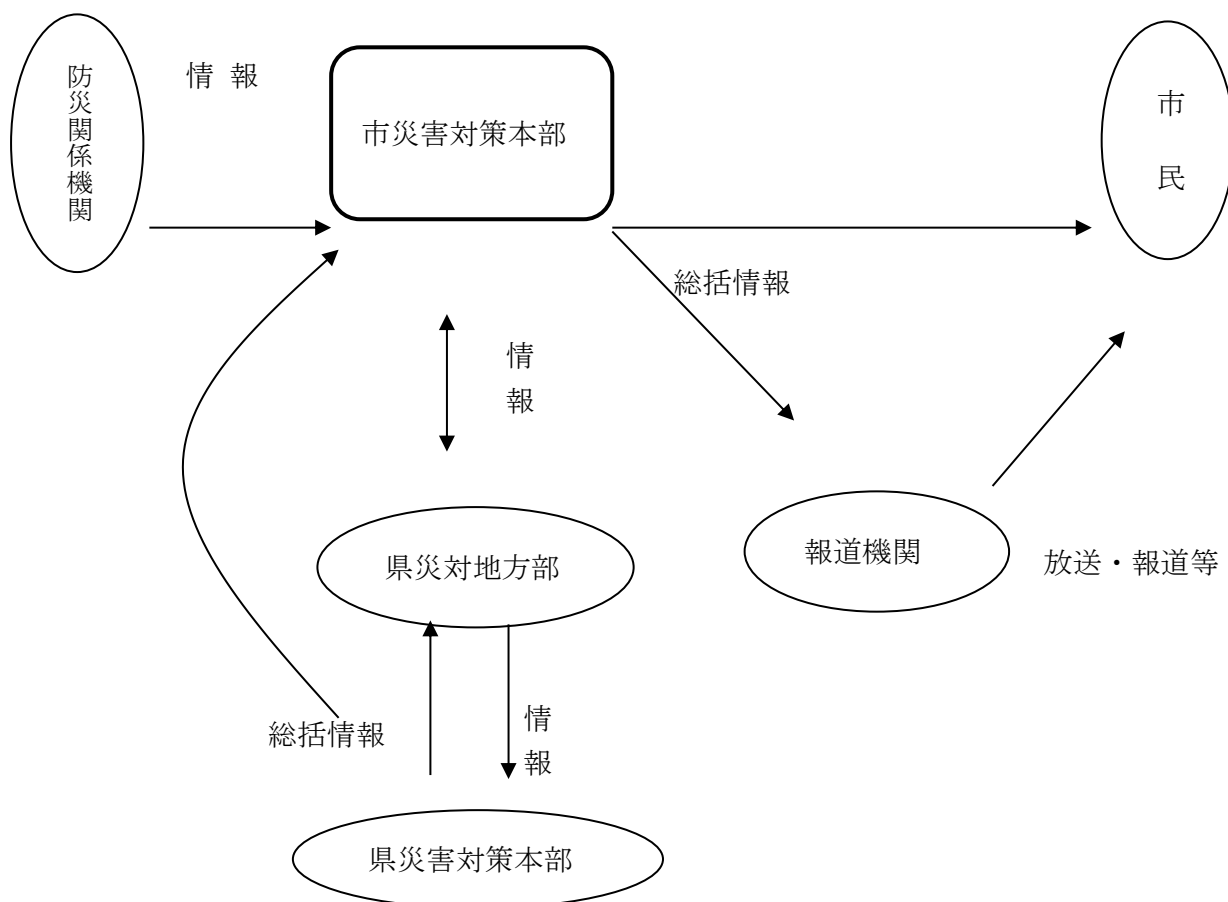 防災関係機関
情 報
市災害対策本部
市民
総括情報
情報
県災対地方部
報道機関
放送・報道等
総括情報
情報
県災害対策本部